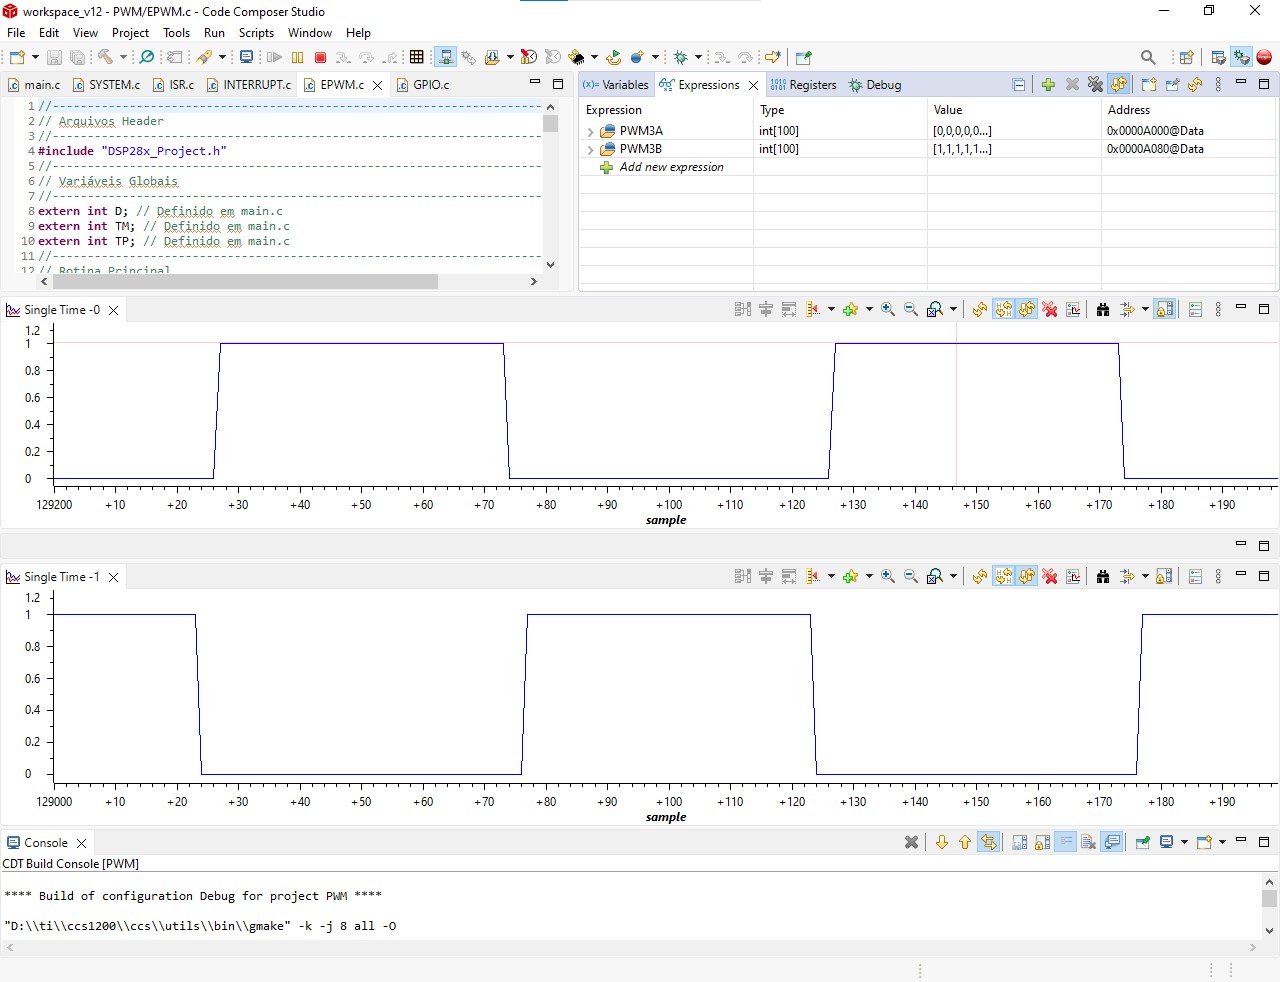 workspace_v12 - PWM/EPWM.c - Code Composer Studio
File Edit View Project Tools Run Scripts Window Help
main.c SYSTEM.c ISR.c INTERRUPT.c EPWM.c GPIO.c
1 //----------------------------------------------------------------------
2 // Arquivos Header
3 //----------------------------------------------------------------------
4 #include "DSP28x_Project.h"
5 //----------------------------------------------------------------------
6 // Variáveis Globais
7 //----------------------------------------------------------------------
8 extern int D; // Definido em main.c
9 extern int TM; // Definido em main.c
10 extern int TP; // Definido em main.c
11 //----------------------------------------------------------------------
12 // Rotina Principal
(x)= Variables Expressions Registers Debug
Expression Type Value Address
PWM3A int[100] [0,0,0,0,0...] 0x0000A000@Data
PWM3B int[100] [1,1,1,1,1...] 0x0000A080@Data
Add new expression
Single Time -0
1.2
1
0.8
0.6
0.4
0.2
0
129200 +10 +20 +30 +40 +50 +60 +70 +80 +90 +100 +110 +120 +130 +140 +150 +160 +170 +180 +190
sample
Single Time -1
1.2
1
0.8
0.6
0.4
0.2
0
129000 +10 +20 +30 +40 +50 +60 +70 +80 +90 +100 +110 +120 +130 +140 +150 +160 +170 +180 +190
sample
Console
CDT Build Console [PWM]
**** Build of configuration Debug for project PWM ****
"D:\\ti\\ccs1200\\ccs\\utils\\bin\\gmake" -k -j 8 all -O